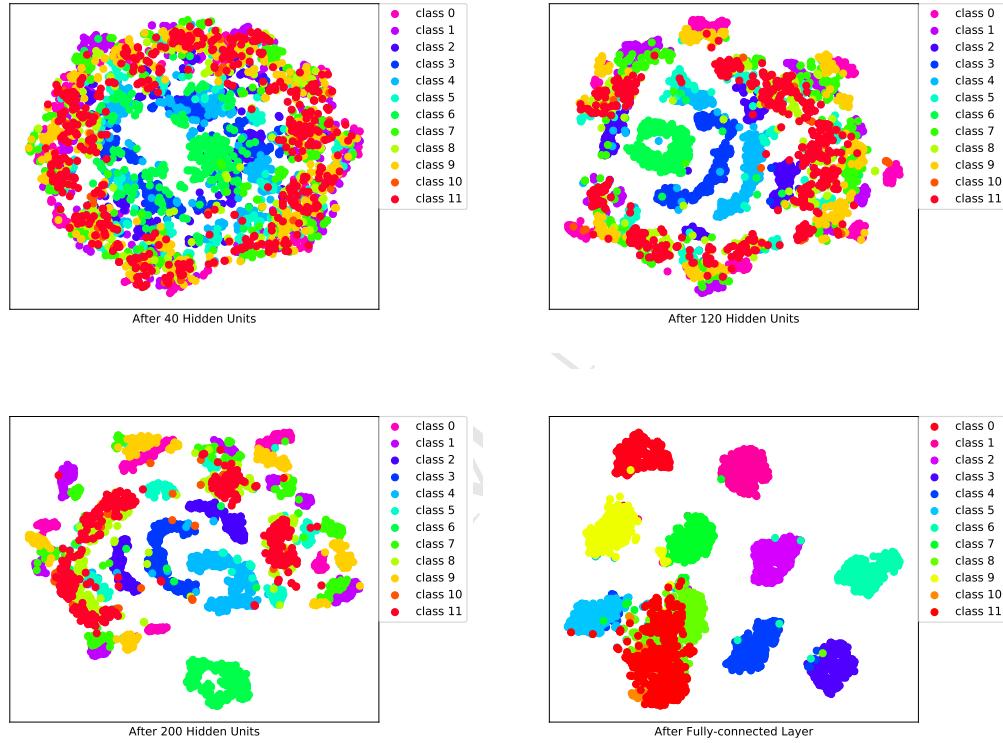 class 0
class 1
class 2
class 3
class 4
class 5
class 6
class 7
class 8
class 9
class 10
class 11
After 40 Hidden Units
class 0
class 1
class 2
class 3
class 4
class 5
class 6
class 7
class 8
class 9
class 10
class 11
After 120 Hidden Units
class 0
class 1
class 2
class 3
class 4
class 5
class 6
class 7
class 8
class 9
class 10
class 11
After 200 Hidden Units
class 0
class 1
class 2
class 3
class 4
class 5
class 6
class 7
class 8
class 9
class 10
class 11
After Fully-connected Layer